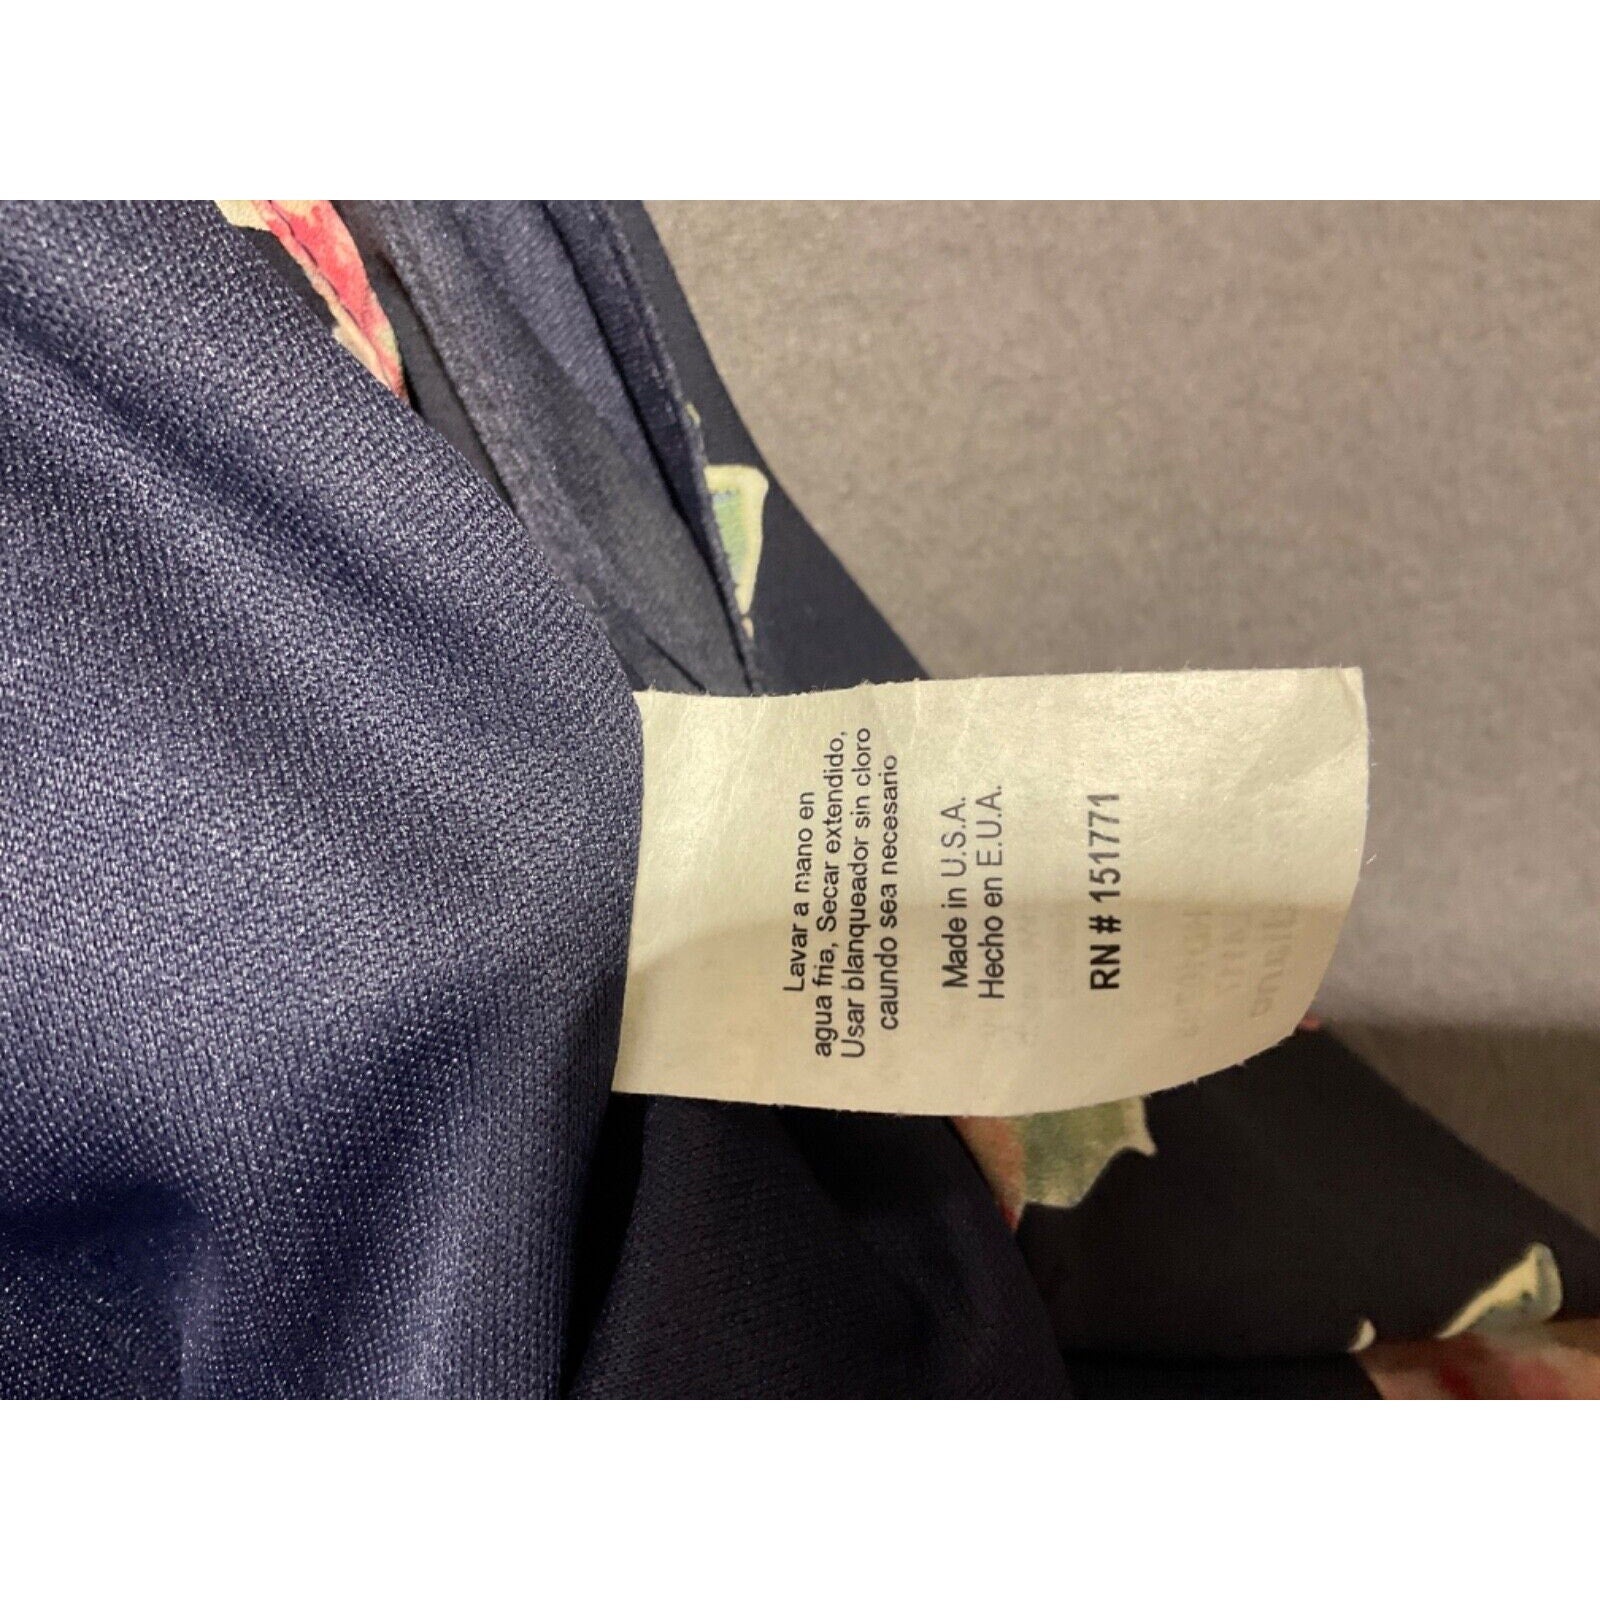 Lavar a mano en
agua fria, Secar extendido,
Usar blanqueador sin cloro
caundo sea necesario
Made in U.S.A.
Hecho en E.U.A.
RN # 151771